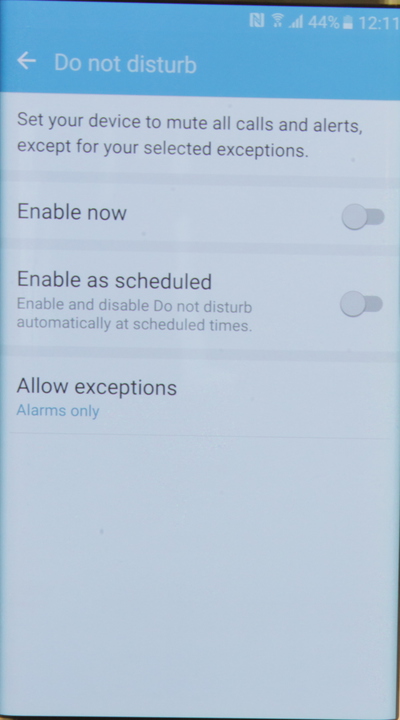 44% 12:11
Do not disturb
Set your device to mute all calls and alerts,
except for your selected exceptions.
Enable now
Enable as scheduled
Enable and disable Do not disturb
automatically at scheduled times.
Allow exceptions
Alarms only